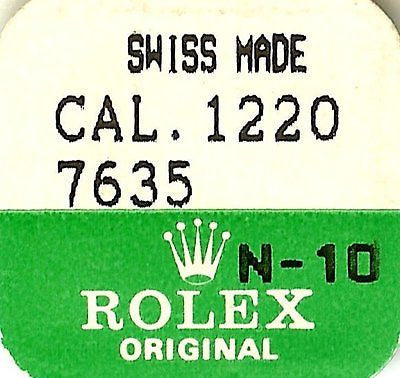 SWISS MADE
CAL. 1220
7635
N-10
ROLEX
ORIGINAL